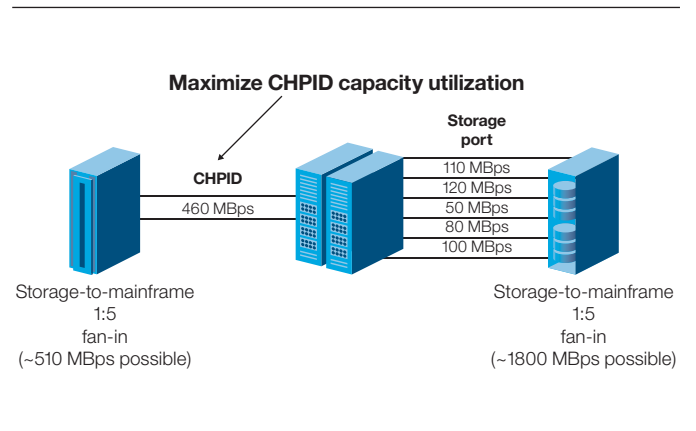 Maximize CHPID capacity utilization
Storage
port
CHPID
460 MBps
110 MBps
120 MBps
50 MBps
80 MBps
100 MBps
Storage-to-mainframe
1:5
fan-in
(~510 MBps possible)
Storage-to-mainframe
1:5
fan-in
(~1800 MBps possible)